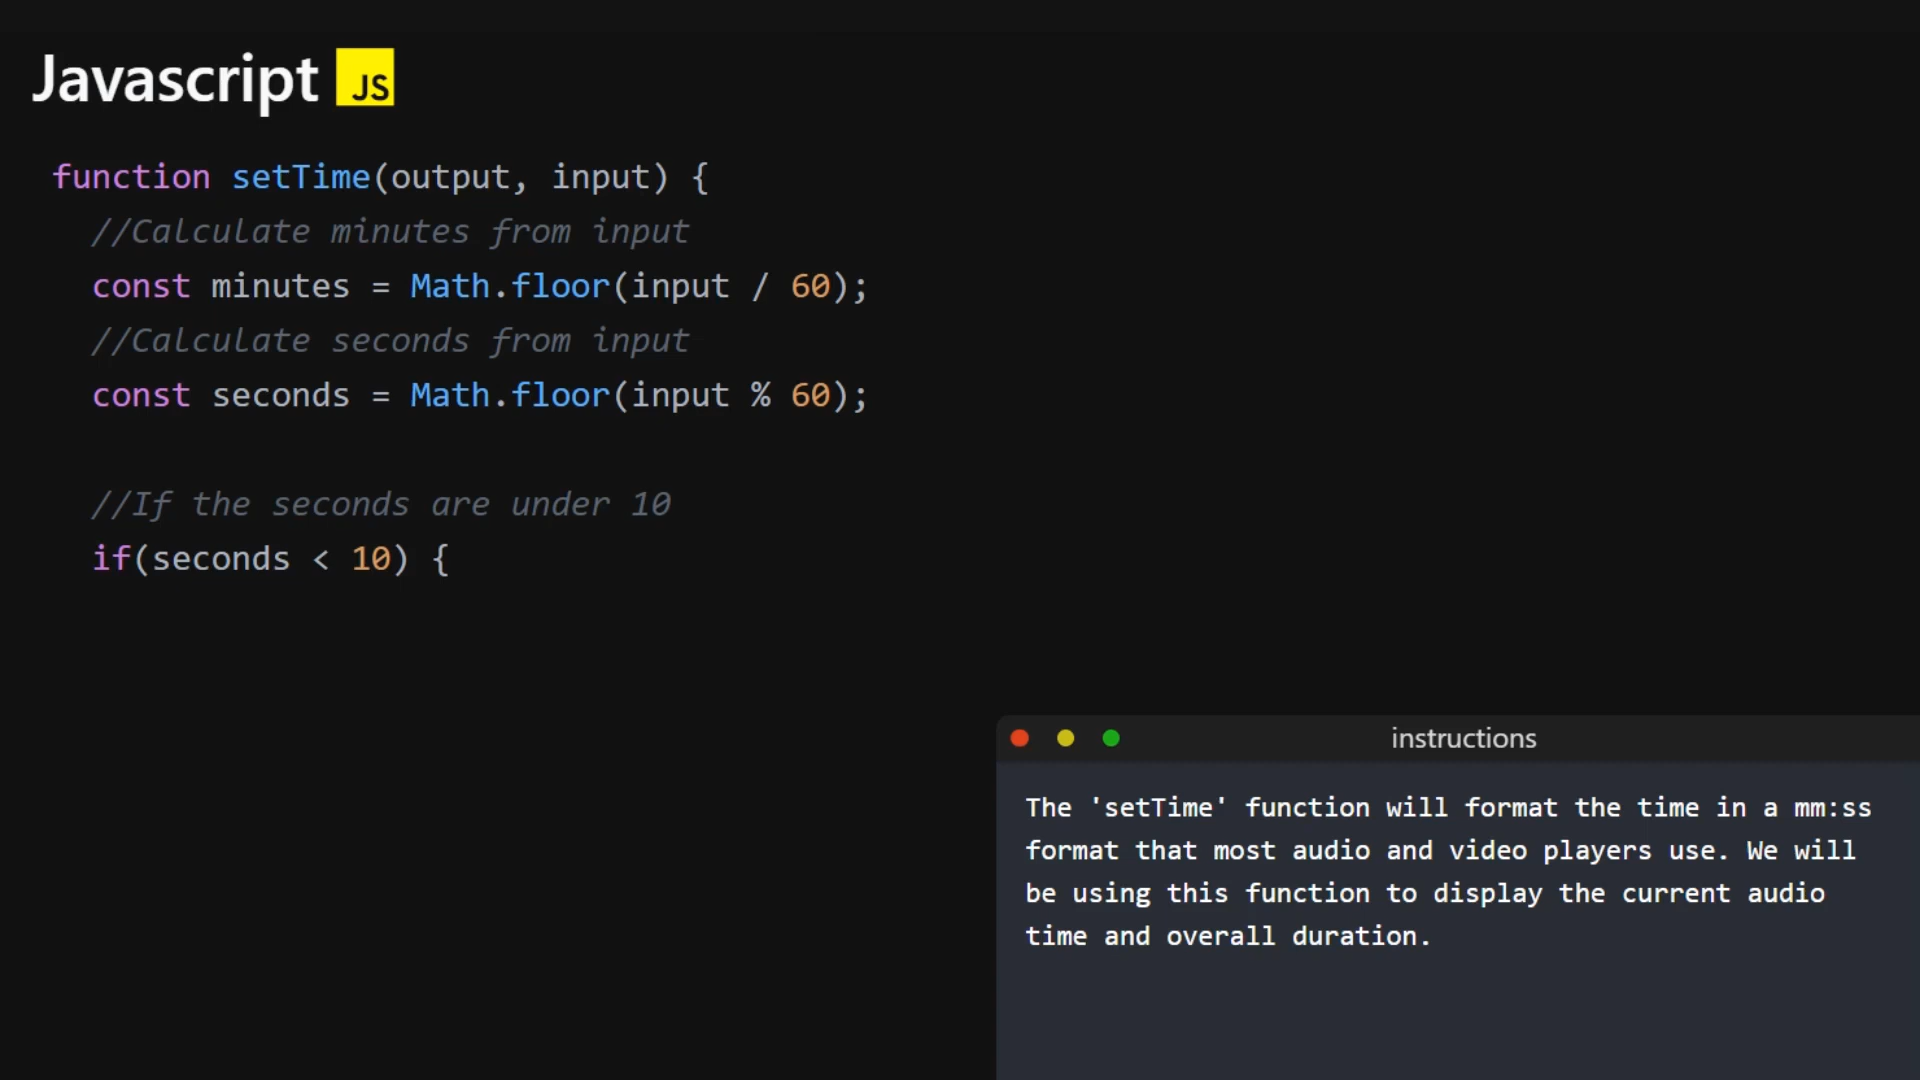 Javascript JS
function setTime(output, input) {
//Calculate minutes from input
const minutes = Math.floor(input / 60);
//Calculate seconds from input
const seconds = Math.floor(input % 60);
//If the seconds are under 10
if(seconds < 10) {
instructions
The 'setTime' function will format the time in a mm:ss
format that most audio and video players use. We will
be using this function to display the current audio
time and overall duration.